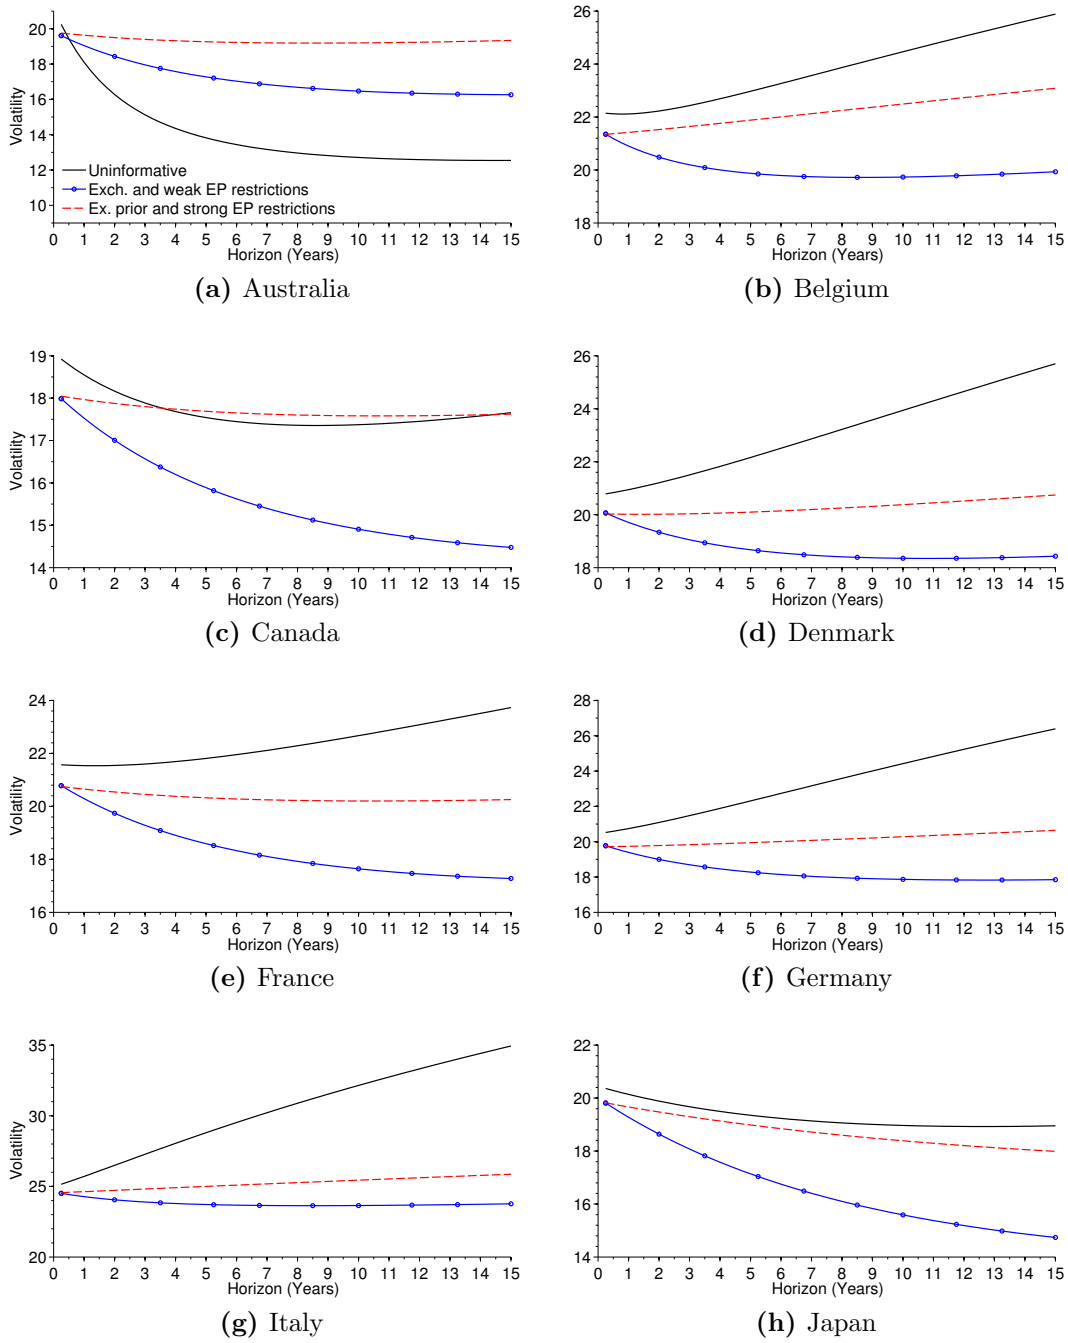 20
18
16
14
12
10
Volatility
Uninformative
Exch. and weak EP restrictions
Ex. prior and strong EP restrictions
0 1 2 3 4 5 6 7 8 9 10 11 12 13 14 15
Horizon (Years)
(a) Australia
26
24
22
20
18
0 1 2 3 4 5 6 7 8 9 10 11 12 13 14 15
Horizon (Years)
(b) Belgium
19
18
17
16
15
14
Volatility
0 1 2 3 4 5 6 7 8 9 10 11 12 13 14 15
Horizon (Years)
(c) Canada
26
24
22
20
18
0 1 2 3 4 5 6 7 8 9 10 11 12 13 14 15
Horizon (Years)
(d) Denmark
24
22
20
18
16
Volatility
0 1 2 3 4 5 6 7 8 9 10 11 12 13 14 15
Horizon (Years)
(e) France
28
26
24
22
20
18
16
0 1 2 3 4 5 6 7 8 9 10 11 12 13 14 15
Horizon (Years)
(f) Germany
35
30
25
20
Volatility
0 1 2 3 4 5 6 7 8 9 10 11 12 13 14 15
Horizon (Years)
(g) Italy
22
20
18
16
14
0 1 2 3 4 5 6 7 8 9 10 11 12 13 14 15
Horizon (Years)
(h) Japan